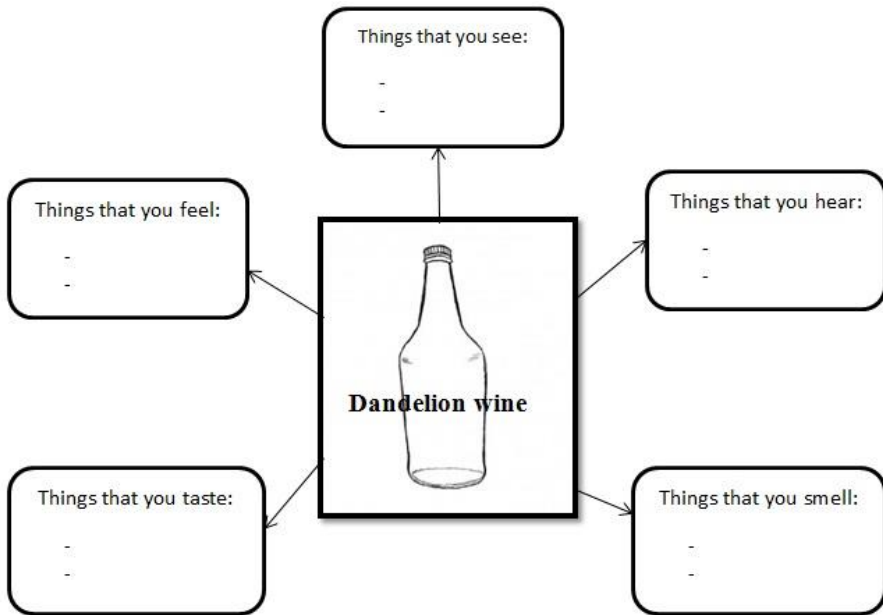 Things that you see:
-
-
Things that you feel:
-
-
Things that you hear:
-
-
Dandelion wine
Things that you taste:
-
-
Things that you smell:
-
-